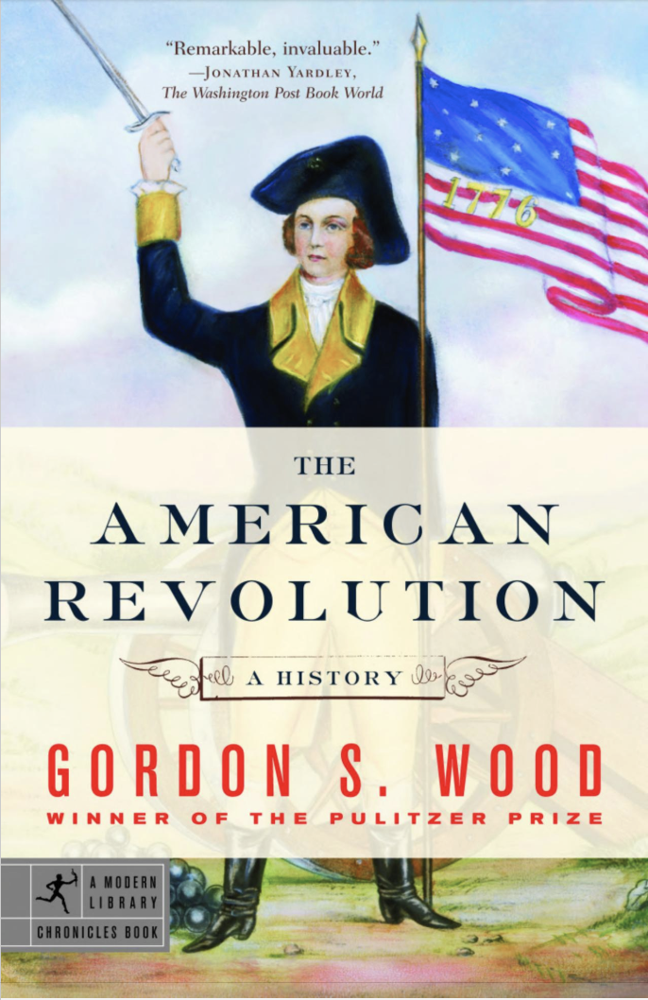 “Remarkable, invaluable.”
—JONATHAN YARDLEY,
The Washington Post Book World
1776
THE
AMERICAN
REVOLUTION
A HISTORY
GORDON S. WOOD
WINNER OF THE PULITZER PRIZE
A MODERN
LIBRARY
CHRONICLES BOOK